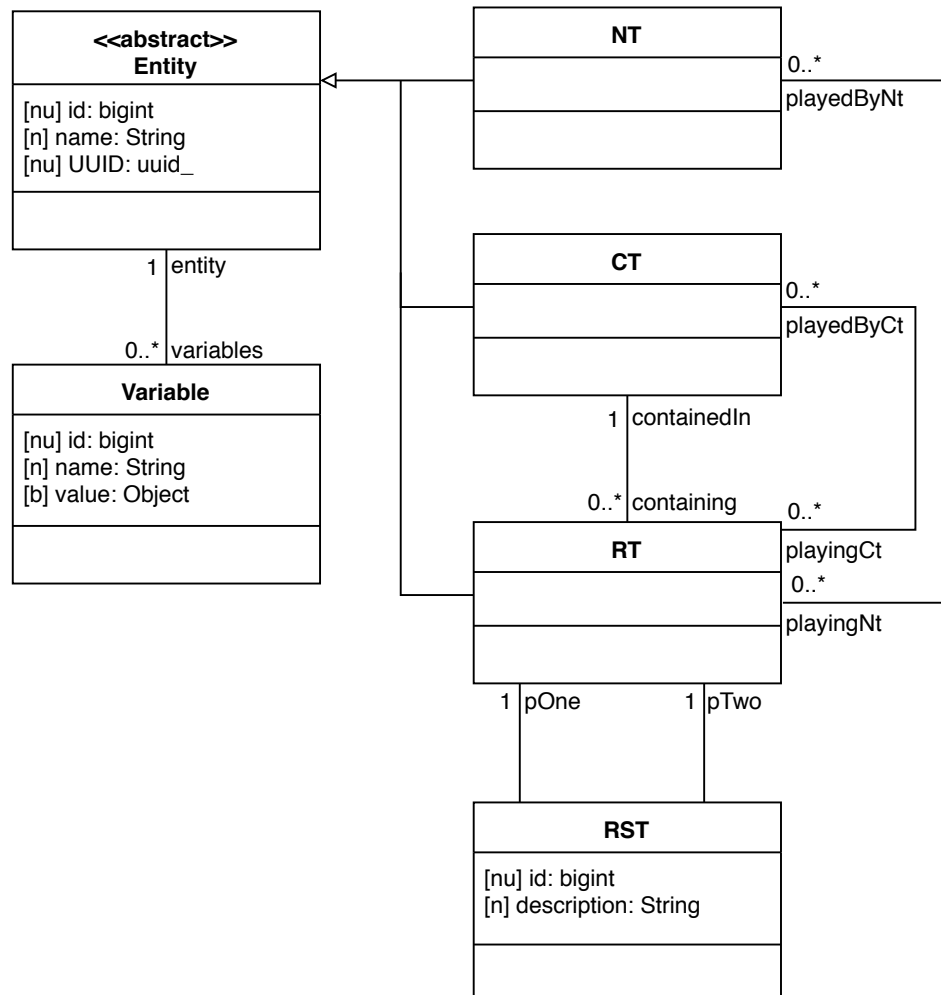 <<abstract>>
Entity
[nu] id: bigint
[n] name: String
[nu] UUID: uuid_
1 entity
0..* variables
Variable
[nu] id: bigint
[n] name: String
[b] value: Object
NT
0..*
playedByNt
CT
0..*
playedByCt
1 containedIn
0..* containing
RT
0..*
playingCt
0..*
playingNt
1 pOne
1 pTwo
RST
[nu] id: bigint
[n] description: String